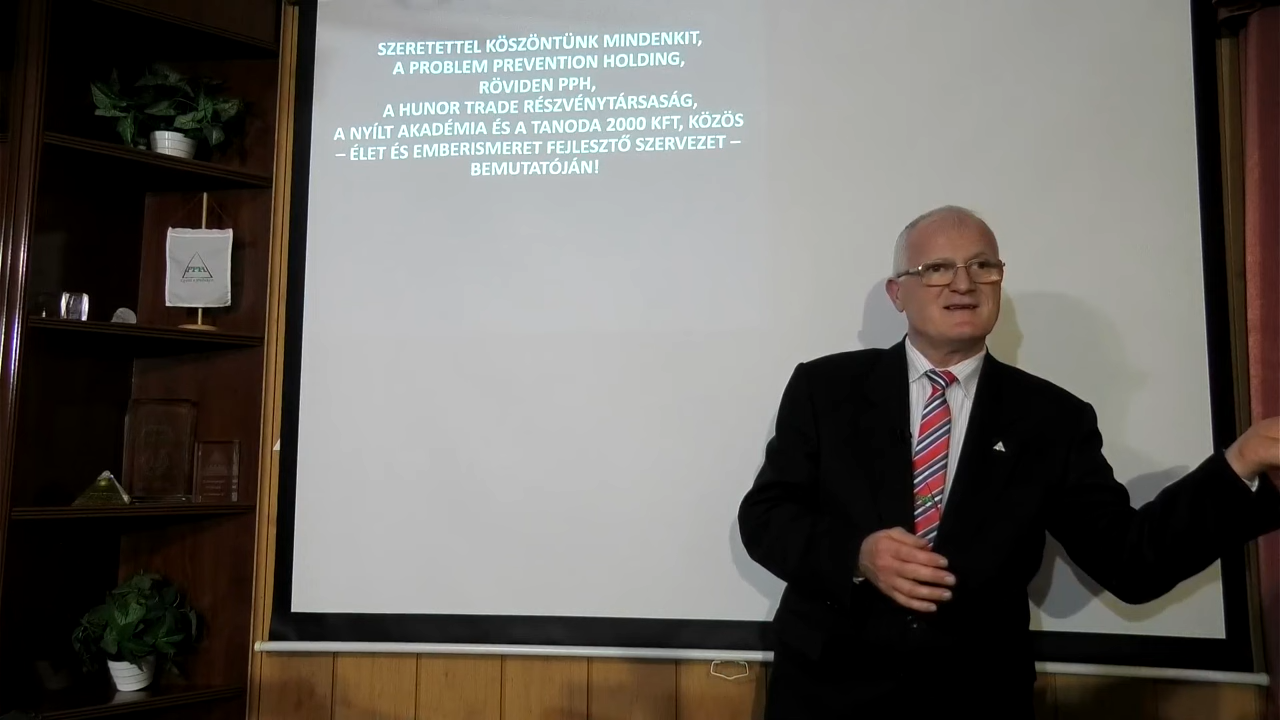 SZERETETTEL KÖSZÖNTÜNK MINDENKIT,
A PROBLEM PREVENTION HOLDING,
RÖVIDEN PPH,
A HUNOR TRADE RÉSZVÉNYTÁRSASÁG,
A NYÍLT AKADÉMIA ÉS A TANODA 2000 KFT, KÖZÖS
– ÉLET ÉS EMBERISMERET FEJLESZTŐ SZERVEZET –
BEMUTATÓJÁN!
PPH